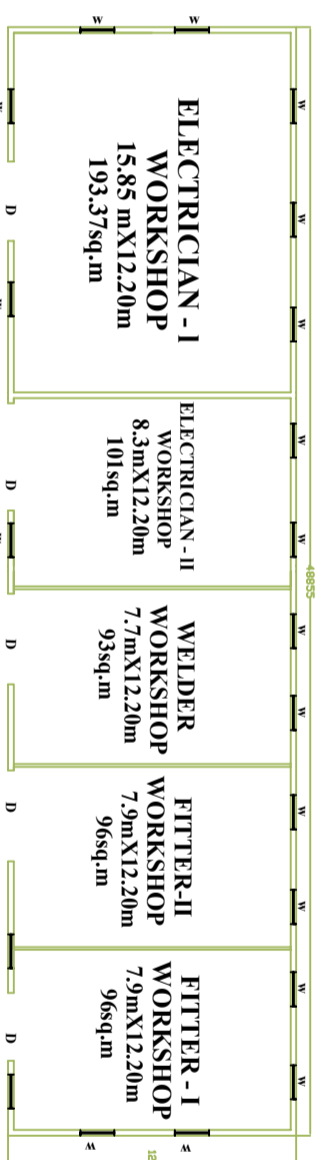 48855
W W W W W W W W W W W
W
W
ELECTRICIAN - I
WORKSHOP
15.85 mX12.20m
193.37sq.m
ELECTRICIAN - II
WORKSHOP
8.3mX12.20m
101sq.m
WELDER
WORKSHOP
7.7mX12.20m
93sq.m
FITTER-II
WORKSHOP
7.9mX12.20m
96sq.m
FITTER - I
WORKSHOP
7.9mX12.20m
96sq.m
W
W
D D D D D